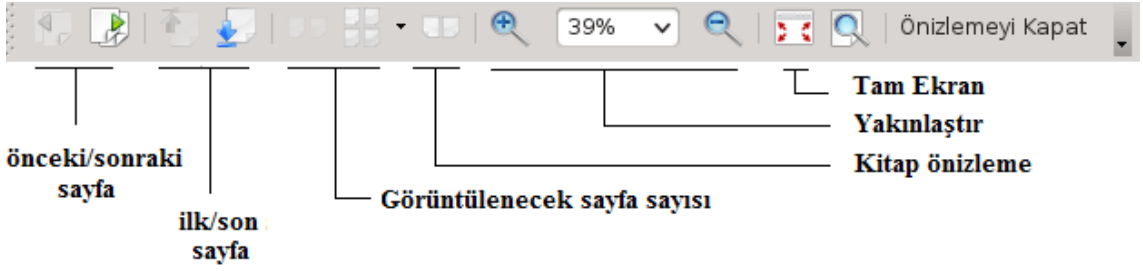 39%
Önizlemeyi Kapat
Tam Ekran
Yakınlaştır
Kitap önizleme
önceki/sonraki
sayfa
Görüntülenecek sayfa sayısı
ilk/son
sayfa